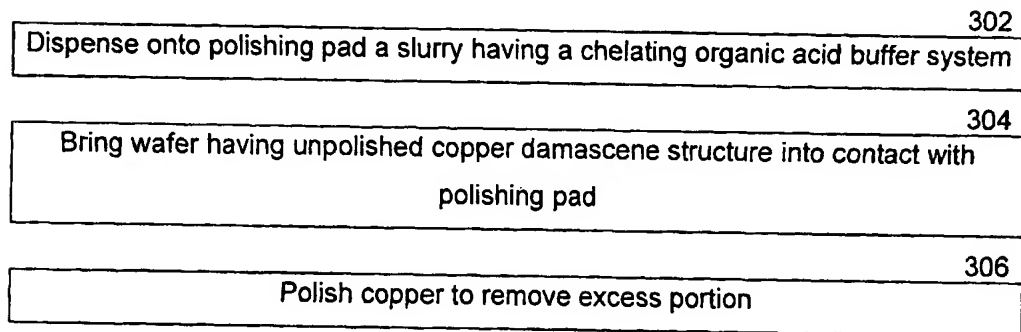 302
Dispense onto polishing pad a slurry having a chelating organic acid buffer system
304
Bring wafer having unpolished copper damascene structure into contact with
polishing pad
306
Polish copper to remove excess portion